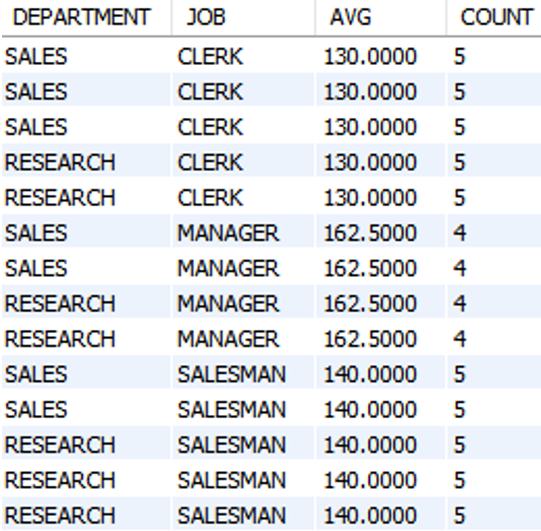 DEPARTMENT JOB AVG COUNT
SALES CLERK 130.0000 5
SALES CLERK 130.0000 5
SALES CLERK 130.0000 5
RESEARCH CLERK 130.0000 5
RESEARCH CLERK 130.0000 5
SALES MANAGER 162.5000 4
SALES MANAGER 162.5000 4
RESEARCH MANAGER 162.5000 4
RESEARCH MANAGER 162.5000 4
SALES SALESMAN 140.0000 5
SALES SALESMAN 140.0000 5
RESEARCH SALESMAN 140.0000 5
RESEARCH SALESMAN 140.0000 5
RESEARCH SALESMAN 140.0000 5